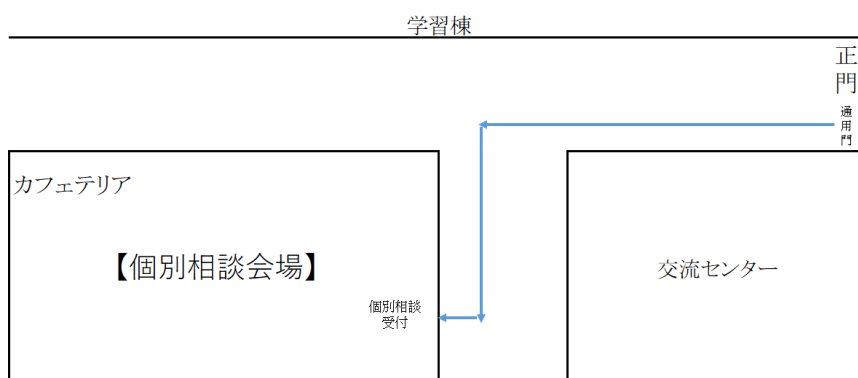 学習棟
正門
通用門
カフェテリア
【個別相談会場】
交流センター
個別相談
受付